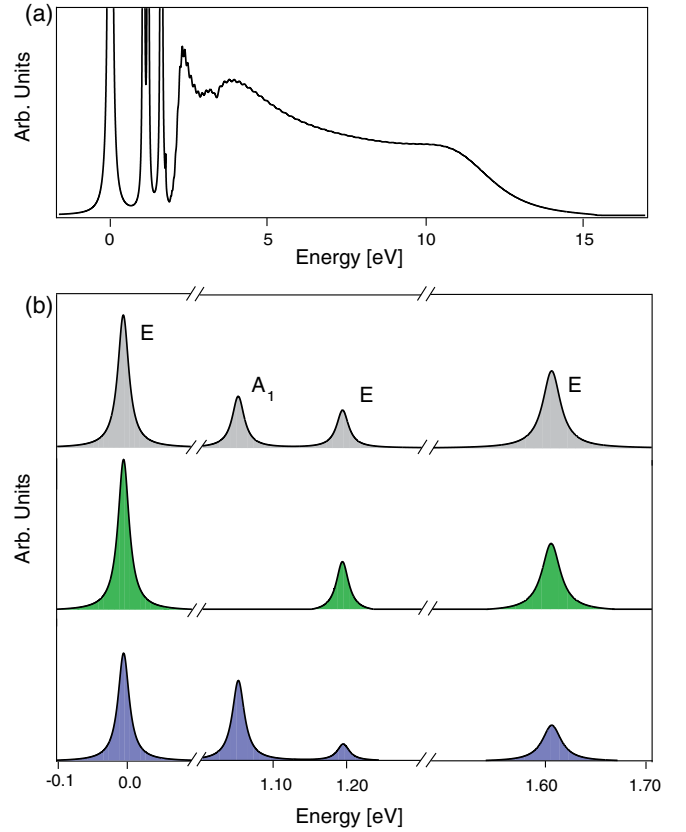 (a)
Arb. Units
0 5 10 15
Energy [eV]
(b)
E
A1
E
E
Arb. Units
-0.1 0.0 1.10 1.20 1.60 1.70
Energy [eV]